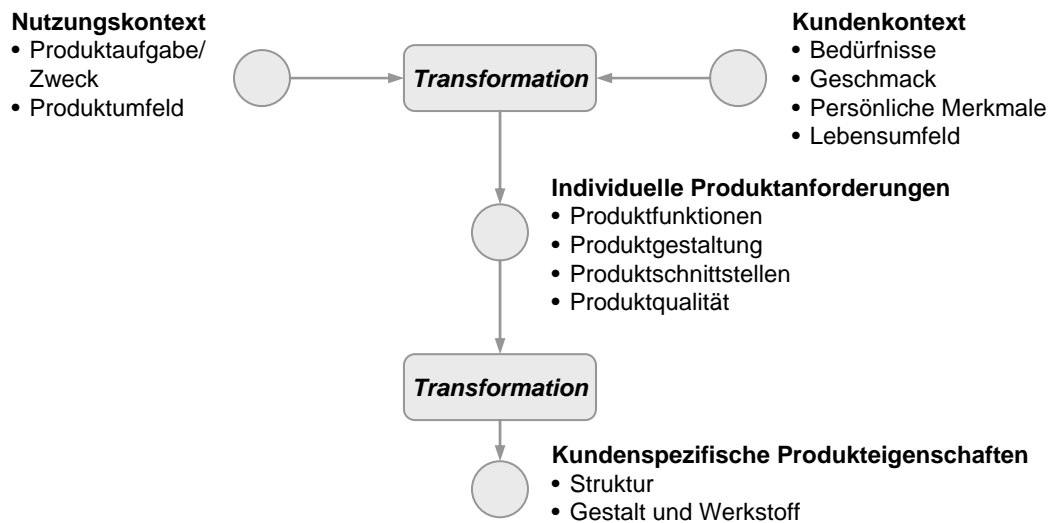 Nutzungskontext
• Produktaufgabe/
Zweck
• Produktumfeld
Transformation
Kundenkontext
• Bedürfnisse
• Geschmack
• Persönliche Merkmale
• Lebensumfeld
Individuelle Produktanforderungen
• Produktfunktionen
• Produktgestaltung
• Produktschnittstellen
• Produktqualität
Transformation
Kundenspezifische Produkteigenschaften
• Struktur
• Gestalt und Werkstoff